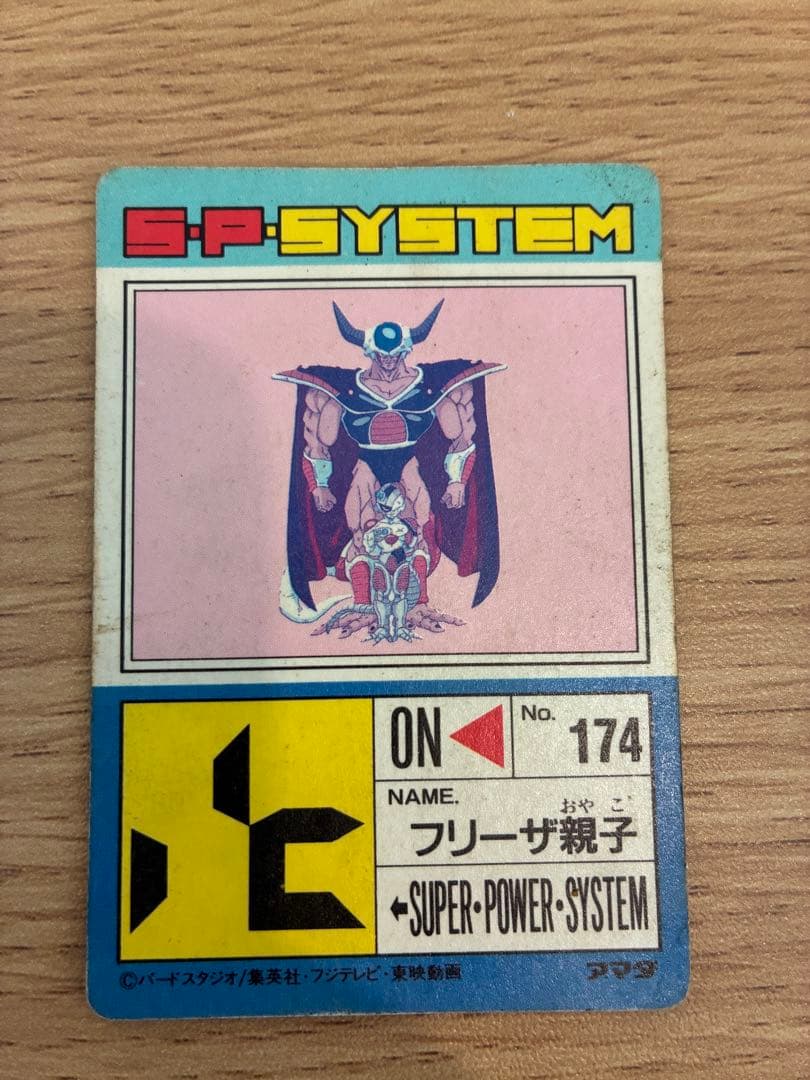 S·P·SYSTEM
ON
No. 174
NAME.
おやこ
フリーザ親子
←SUPER・POWER・SYSTEM
©バードスタジオ/集英社・フジテレビ・東映動画
アマダ